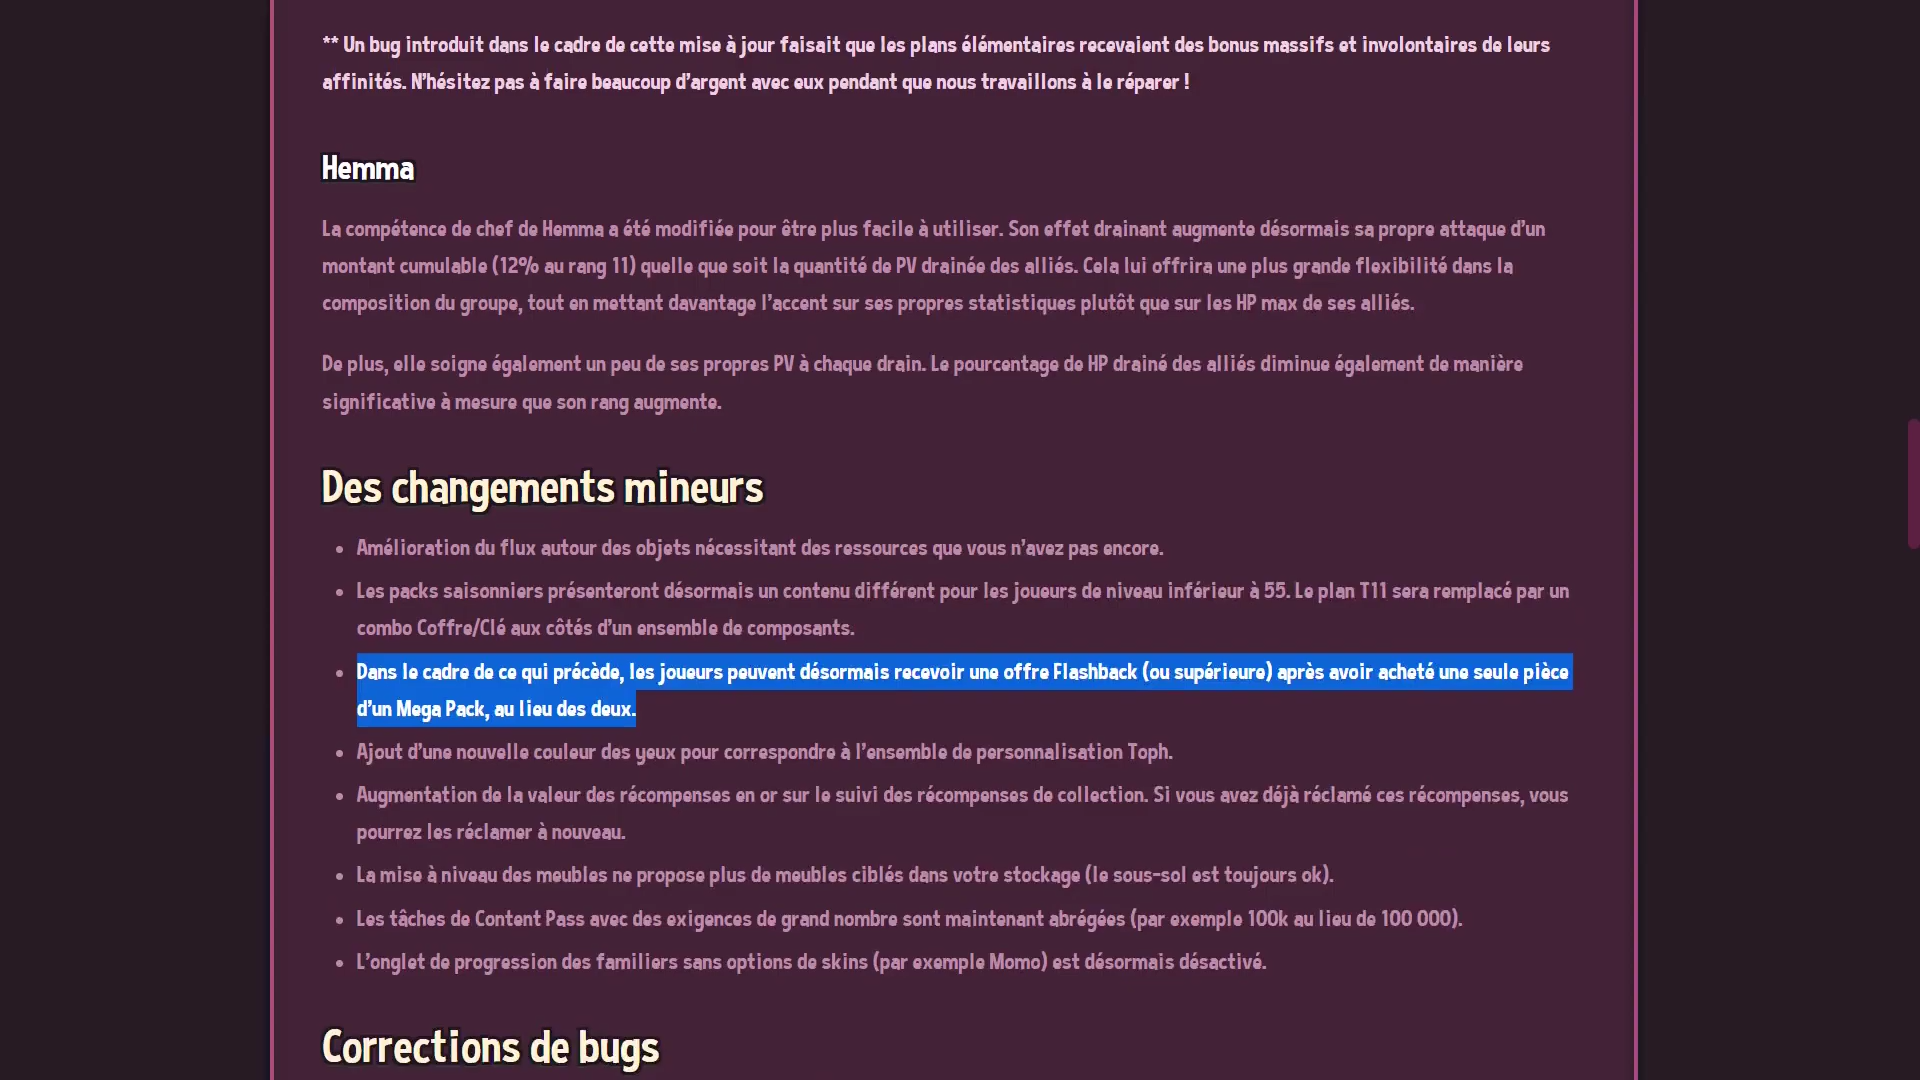 ** Un bug introduit dans le cadre de cette mise à jour faisait que les plans élémentaires recevaient des bonus massifs et involontaires de leurs
affinités. N'hésitez pas à faire beaucoup d'argent avec eux pendant que nous travaillons à le réparer !
Hemma
La compétence de chef de Hemma a été modifiée pour être plus facile à utiliser. Son effet drainant augmente désormais sa propre attaque d'un
montant cumulable (12% au rang 11) quelle que soit la quantité de PV drainée des alliés. Cela lui offrira une plus grande flexibilité dans la
composition du groupe, tout en mettant davantage l'accent sur ses propres statistiques plutôt que sur les HP max de ses alliés.
De plus, elle soigne également un peu de ses propres PV à chaque drain. Le pourcentage de HP drainé des alliés diminue également de manière
significative à mesure que son rang augmente.
Des changements mineurs
• Amélioration du flux autour des objets nécessitant des ressources que vous n'avez pas encore.
• Les packs saisonniers présenteront désormais un contenu différent pour les joueurs de niveau inférieur à 55. Le plan T11 sera remplacé par un
combo Coffre/Clé aux côtés d'un ensemble de composants.
• Dans le cadre de ce qui précède, les joueurs peuvent désormais recevoir une offre Flashback (ou supérieure) après avoir acheté une seule pièce
d'un Mega Pack, au lieu des deux.
• Ajout d'une nouvelle couleur des yeux pour correspondre à l'ensemble de personnalisation Toph.
• Augmentation de la valeur des récompenses en or sur le suivi des récompenses de collection. Si vous avez déjà réclamé ces récompenses, vous
pourrez les réclamer à nouveau.
• La mise à niveau des meubles ne propose plus de meubles ciblés dans votre stockage (le sous-sol est toujours ok).
• Les tâches de Content Pass avec des exigences de grand nombre sont maintenant abrégées (par exemple 100k au lieu de 100 000).
• L'onglet de progression des familiers sans options de skins (par exemple Momo) est désormais désactivé.
Corrections de bugs